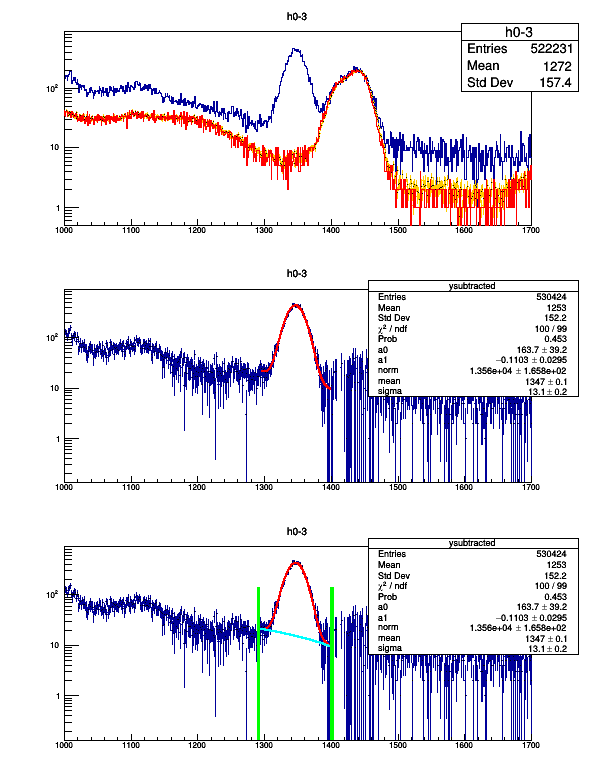 h0-3
h0-3
Entries 522231
Mean 1272
Std Dev 157.4
10²
10
1
1000 1100 1200 1300 1400 1500 1600 1700
h0-3
ysubtracted
Entries 530424
Mean 1253
Std Dev 152.2
χ² / ndf 100 / 99
Prob 0.453
a0 163.7 ± 39.2
a1 −0.1103 ± 0.0295
norm 1.356e+04 ± 1.658e+02
mean 1347 ± 0.1
sigma 13.1 ± 0.2
10²
10
1
1000 1100 1200 1300 1400 1500 1600 1700
h0-3
ysubtracted
Entries 530424
Mean 1253
Std Dev 152.2
χ² / ndf 100 / 99
Prob 0.453
a0 163.7 ± 39.2
a1 −0.1103 ± 0.0295
norm 1.356e+04 ± 1.658e+02
mean 1347 ± 0.1
sigma 13.1 ± 0.2
10²
10
1
1000 1100 1200 1300 1400 1500 1600 1700